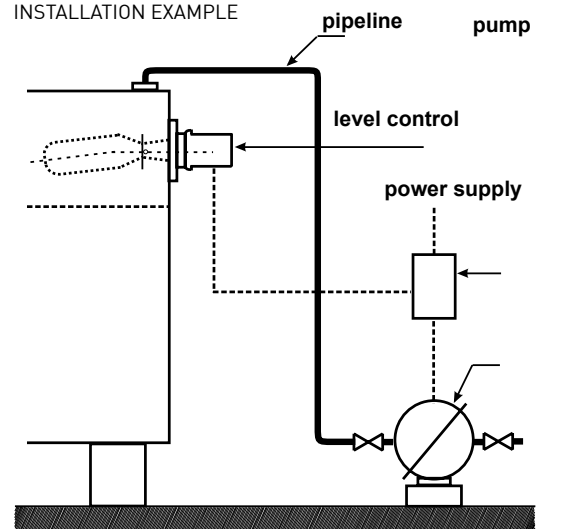 INSTALLATION EXAMPLE
pipeline
pump
level control
power supply